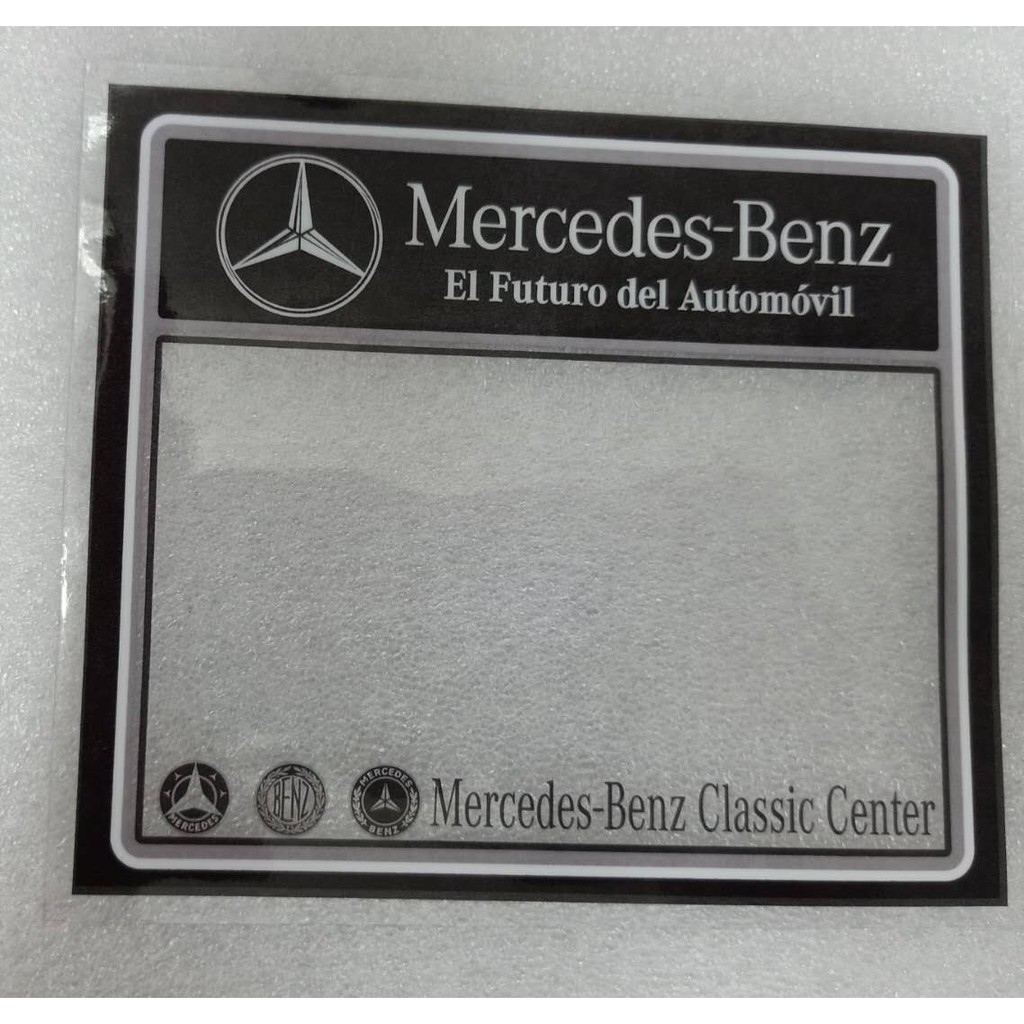 Mercedes-Benz
El Futuro del Automóvil
MERCEDES
BENZ
MERCEDES
BENZ
Mercedes-Benz Classic Center